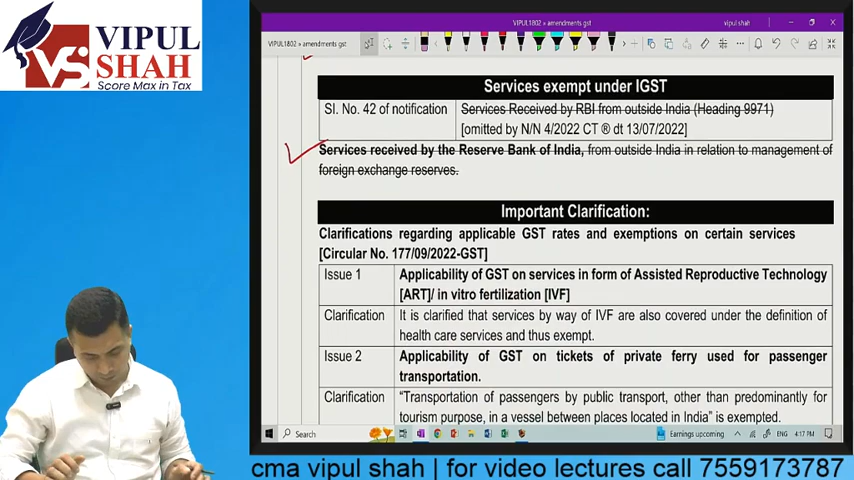 VIPUL
SHAH
Score Max in Tax
VS
VIPUL1802 » amendments gst
vipul shah
VIPUL1802 » amendments gst
Services exempt under IGST
SI. No. 42 of notification
Services Received by RBI from outside India (Heading 9971)
[omitted by N/N 4/2022 CT ® dt 13/07/2022]
Services received by the Reserve Bank of India, from outside India in relation to management of
foreign exchange reserves.
Important Clarification:
Clarifications regarding applicable GST rates and exemptions on certain services
[Circular No. 177/09/2022-GST]
Issue 1
Applicability of GST on services in form of Assisted Reproductive Technology
[ART]/ in vitro fertilization [IVF]
Clarification
It is clarified that services by way of IVF are also covered under the definition of
health care services and thus exempt.
Issue 2
Applicability of GST on tickets of private ferry used for passenger
transportation.
Clarification
“Transportation of passengers by public transport, other than predominantly for
tourism purpose, in a vessel between places located in India” is exempted.
Search
Earnings upcoming
ENG
4:17 PM
cma vipul shah | for video lectures call 7559173787